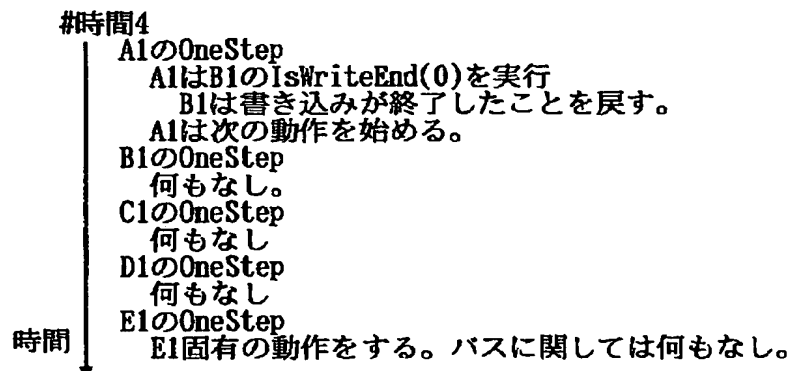 #時間4
A1のOneStep
A1はB1のIsWriteEnd(0)を実行
B1は書き込みが終了したことを戻す。
A1は次の動作を始める。
B1のOneStep
何もなし。
C1のOneStep
何もなし
D1のOneStep
何もなし
E1のOneStep
時間
E1固有の動作をする。バスに関しては何もなし。